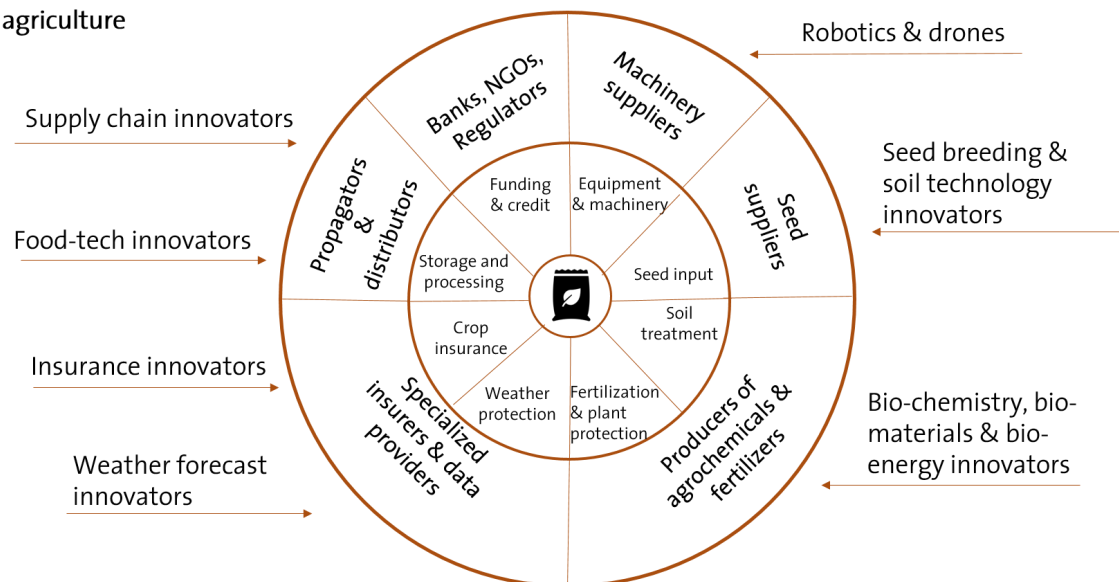 agriculture
Robotics & drones
Supply chain innovators
Seed breeding &
soil technology
innovators
Food-tech innovators
Insurance innovators
Bio-chemistry, bio-
materials & bio-
energy innovators
Weather forecast
innovators
Banks, NGOs,
Regulators
Machinery
suppliers
Seed
suppliers
Producers of
agrochemicals &
fertilizers
Specialized
insurers & data
providers
Propagators
&
distributors
Funding
& credit
Equipment
& machinery
Seed input
Soil
treatment
Fertilization
& plant
protection
Weather
protection
Crop
insurance
Storage and
processing